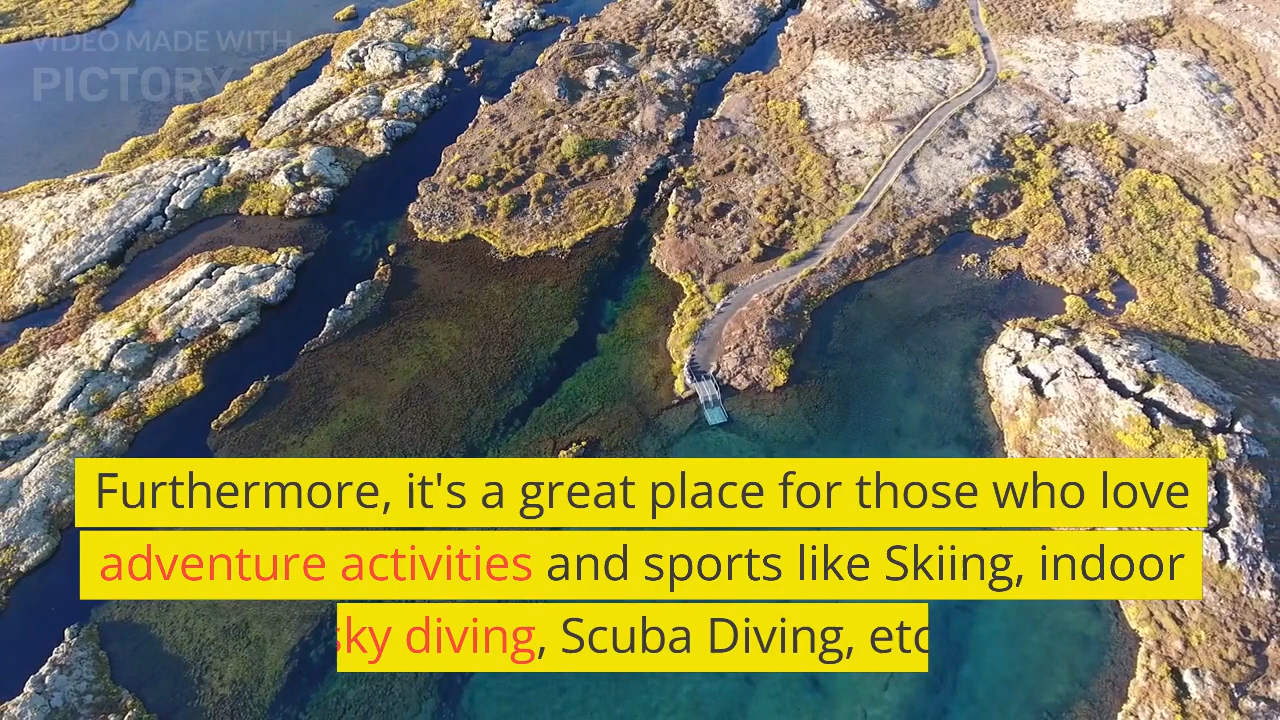 VIDEO MADE WITH
PICTORY
Furthermore, it's a great place for those who love
adventure activities and sports like Skiing, indoor
sky diving, Scuba Diving, etc